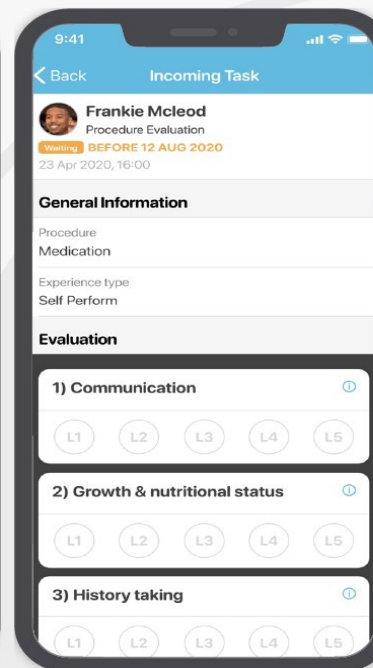 9:41
Back Incoming Task
Frankie Mcleod
Procedure Evaluation
Waiting BEFORE 12 AUG 2020
23 Apr 2020, 16:00
General Information
Procedure
Medication
Experience type
Self Perform
Evaluation
1) Communication
L1 L2 L3 L4 L5
2) Growth & nutritional status
L1 L2 L3 L4 L5
3) History taking
L1 L2 L3 L4 L5